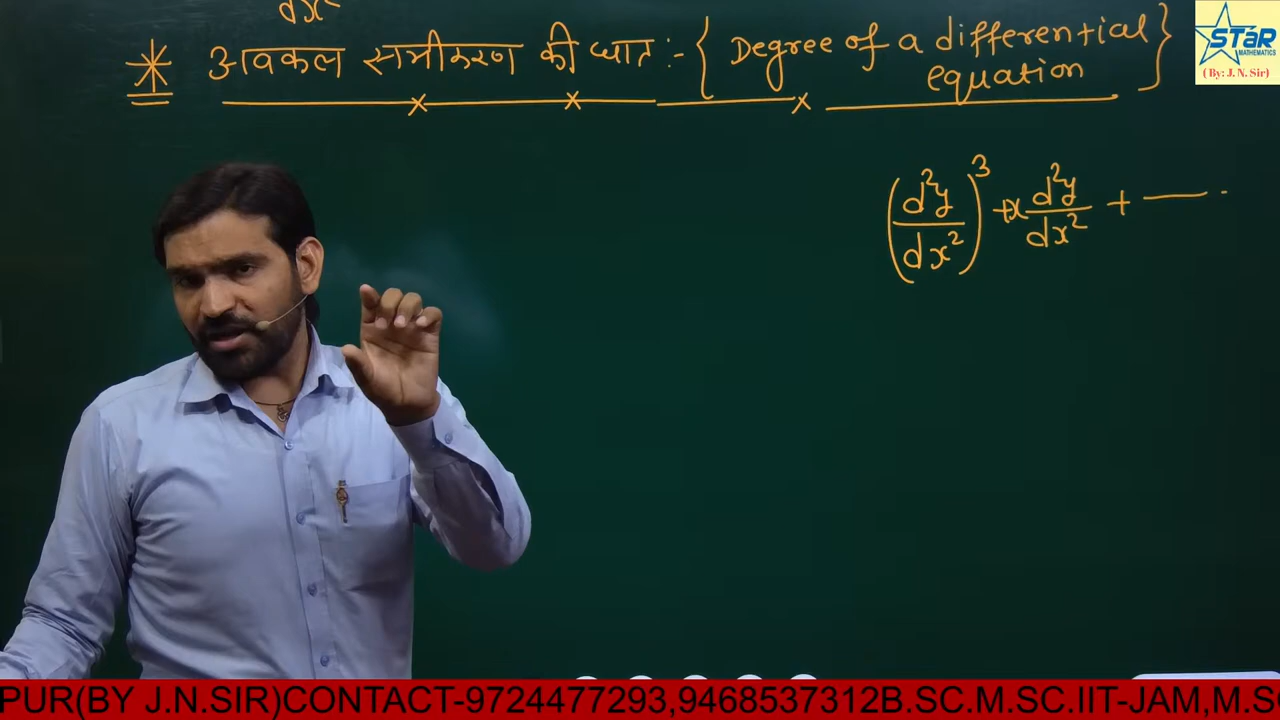 dx²
* अवकल समीकरण की घात :- { Degree of a differential
equation }
(d²y/dx²)³ + x d²y/dx² + —— .
STaR
MATHEMATICS
( By: J. N. Sir)
PUR(BY J.N.SIR)CONTACT-9724477293,9468537312B.SC.M.SC.IIT-JAM,M.S